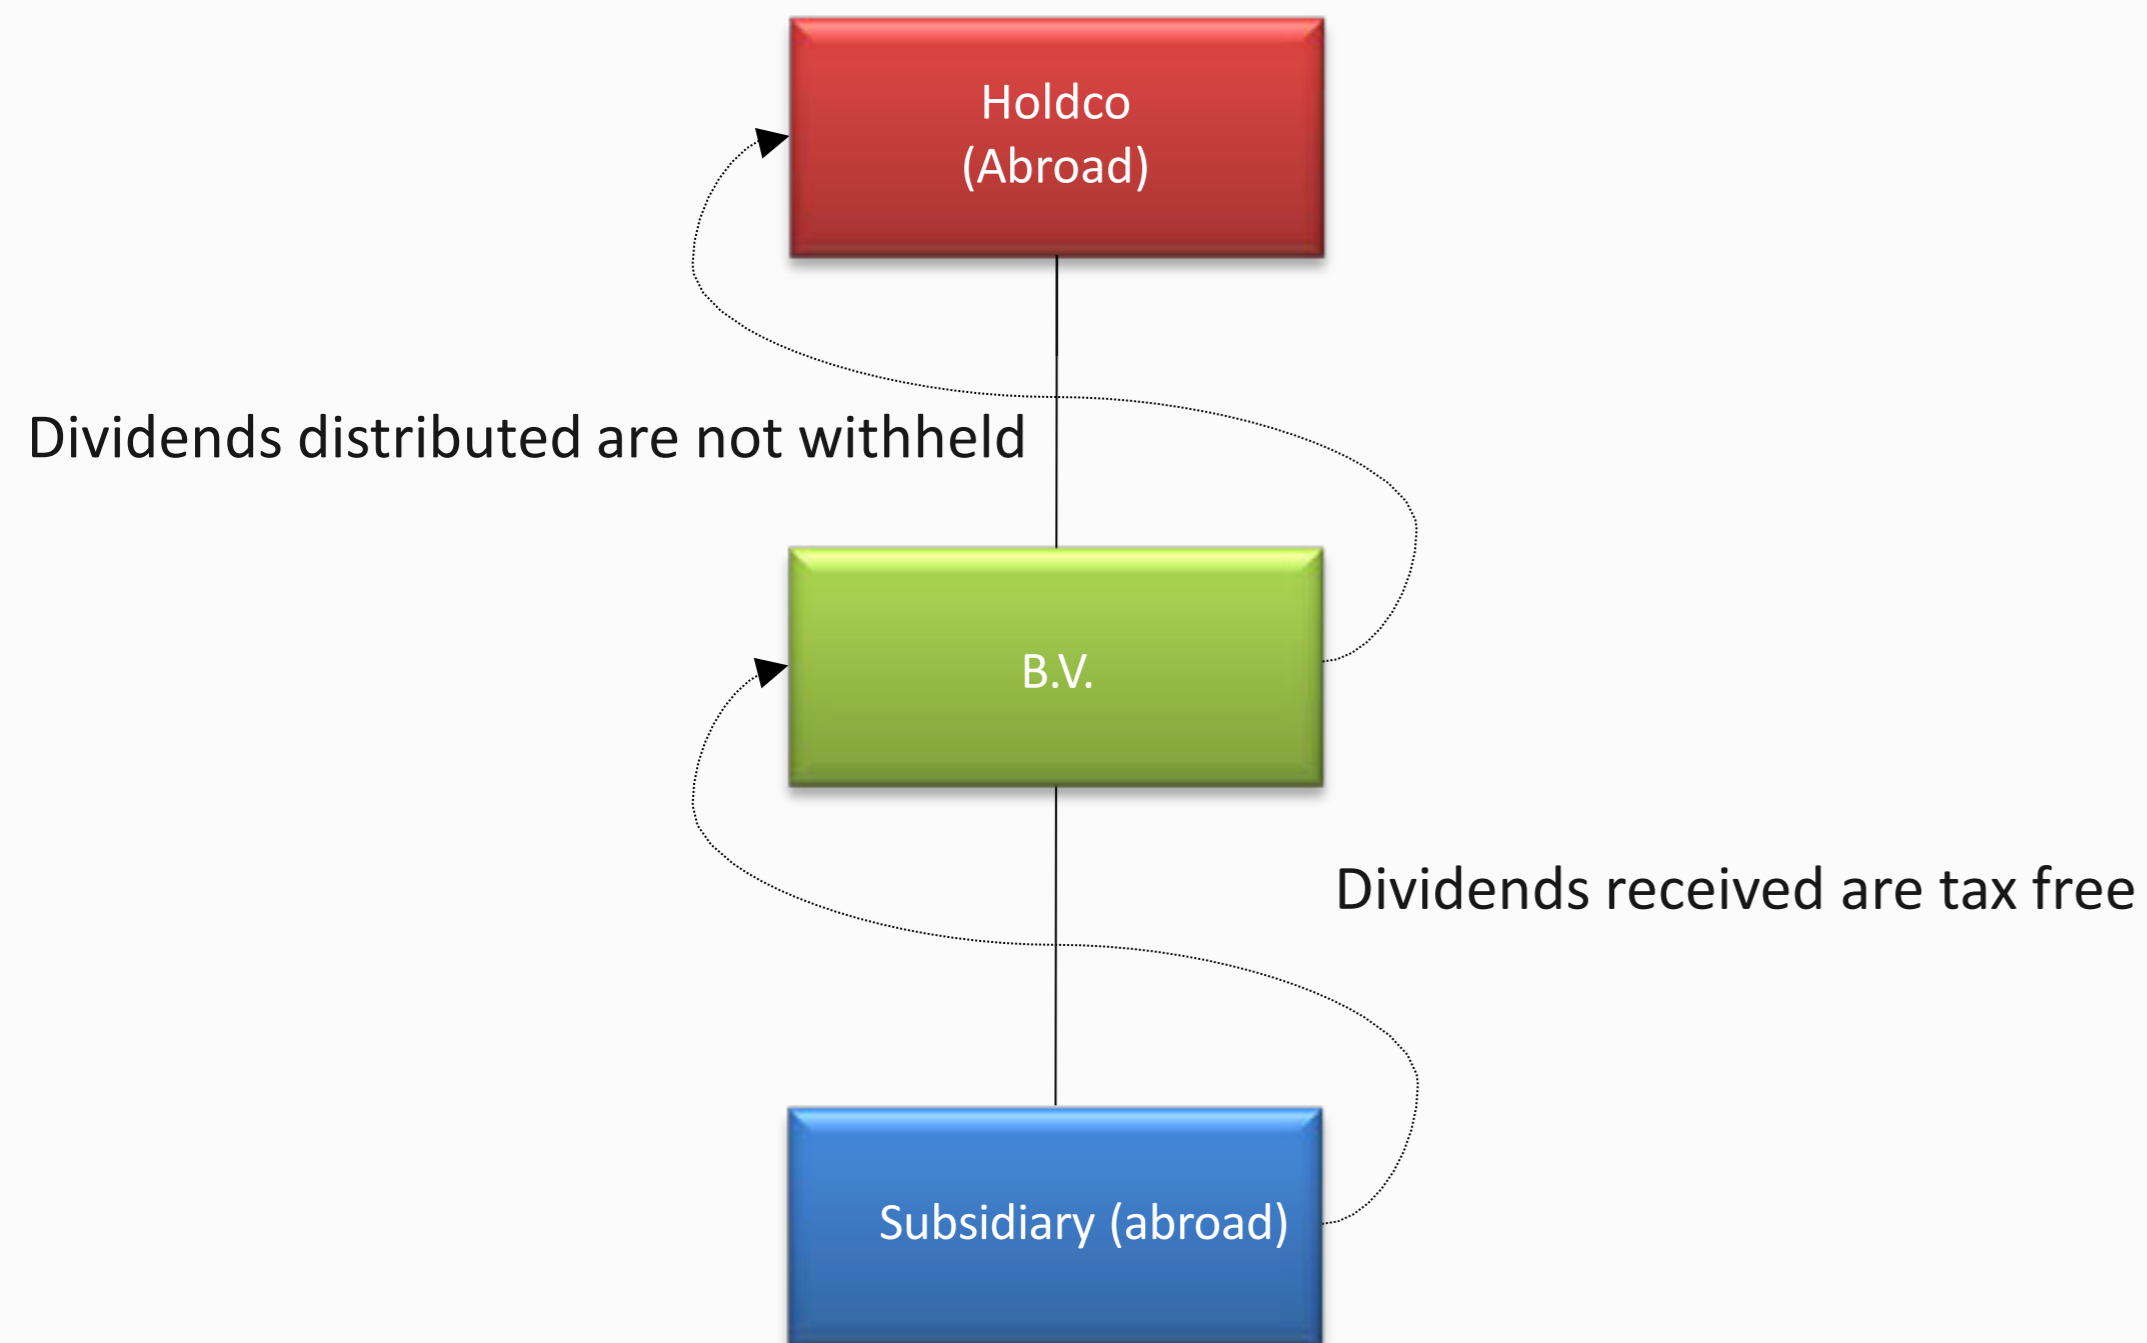 Holdco
(Abroad)
Dividends distributed are not withheld
B.V.
Dividends received are tax free
Subsidiary (abroad)